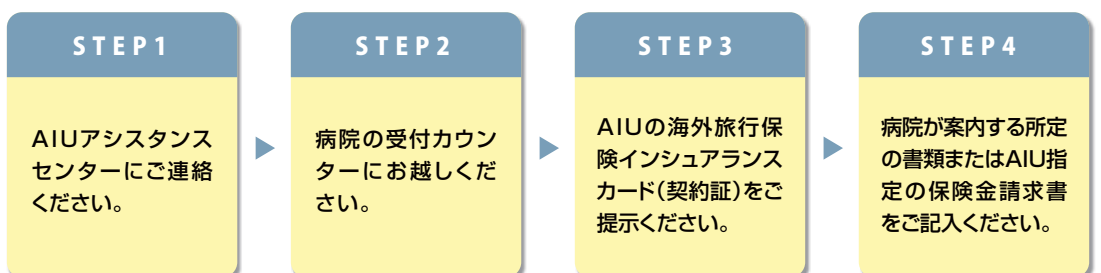 STEP1
AIUアシスタンス
センターにご連絡
ください。
STEP2
病院の受付カウン
ターにお越しくだ
さい。
STEP3
AIUの海外旅行保
険インシュアランス
カード(契約証)をご
提示ください。
STEP4
病院が案内する所定
の書類またはAIU指
定の保険金請求書
をご記入ください。